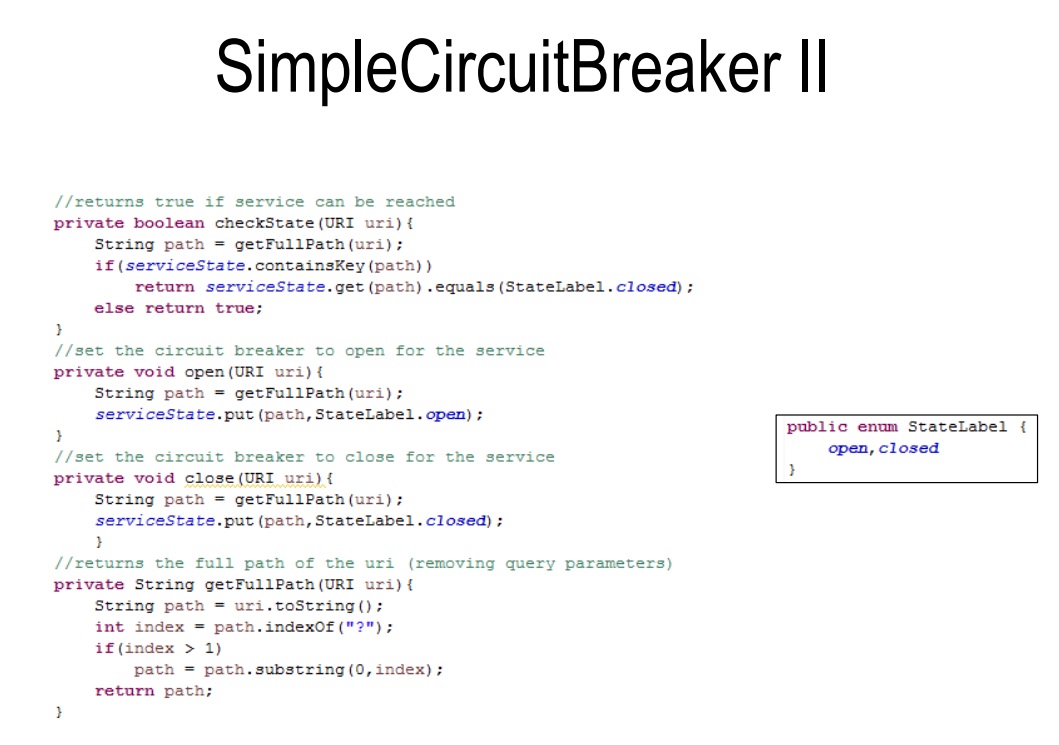 SimpleCircuitBreaker II
//returns true if service can be reached
private boolean checkState(URI uri){
    String path = getFullPath(uri);
    if(serviceState.containsKey(path))
        return serviceState.get(path).equals(StateLabel.closed);
    else return true;
}
//set the circuit breaker to open for the service
private void open(URI uri){
    String path = getFullPath(uri);
    serviceState.put(path,StateLabel.open);
}
//set the circuit breaker to close for the service
private void close(URI uri){
    String path = getFullPath(uri);
    serviceState.put(path,StateLabel.closed);
    }
//returns the full path of the uri (removing query parameters)
private String getFullPath(URI uri){
    String path = uri.toString();
    int index = path.indexOf("?");
    if(index > 1)
        path = path.substring(0,index);
    return path;
}
public enum StateLabel {
    open,closed
}